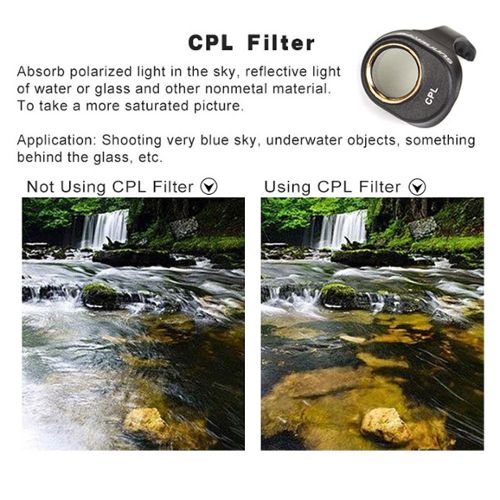 CPL Filter
Absorb polarized light in the sky, reflective light
of water or glass and other nonmetal material.
To take a more saturated picture.
CPL
Application: Shooting very blue sky, underwater objects, something
behind the glass, etc.
Not Using CPL Filter
Using CPL Filter